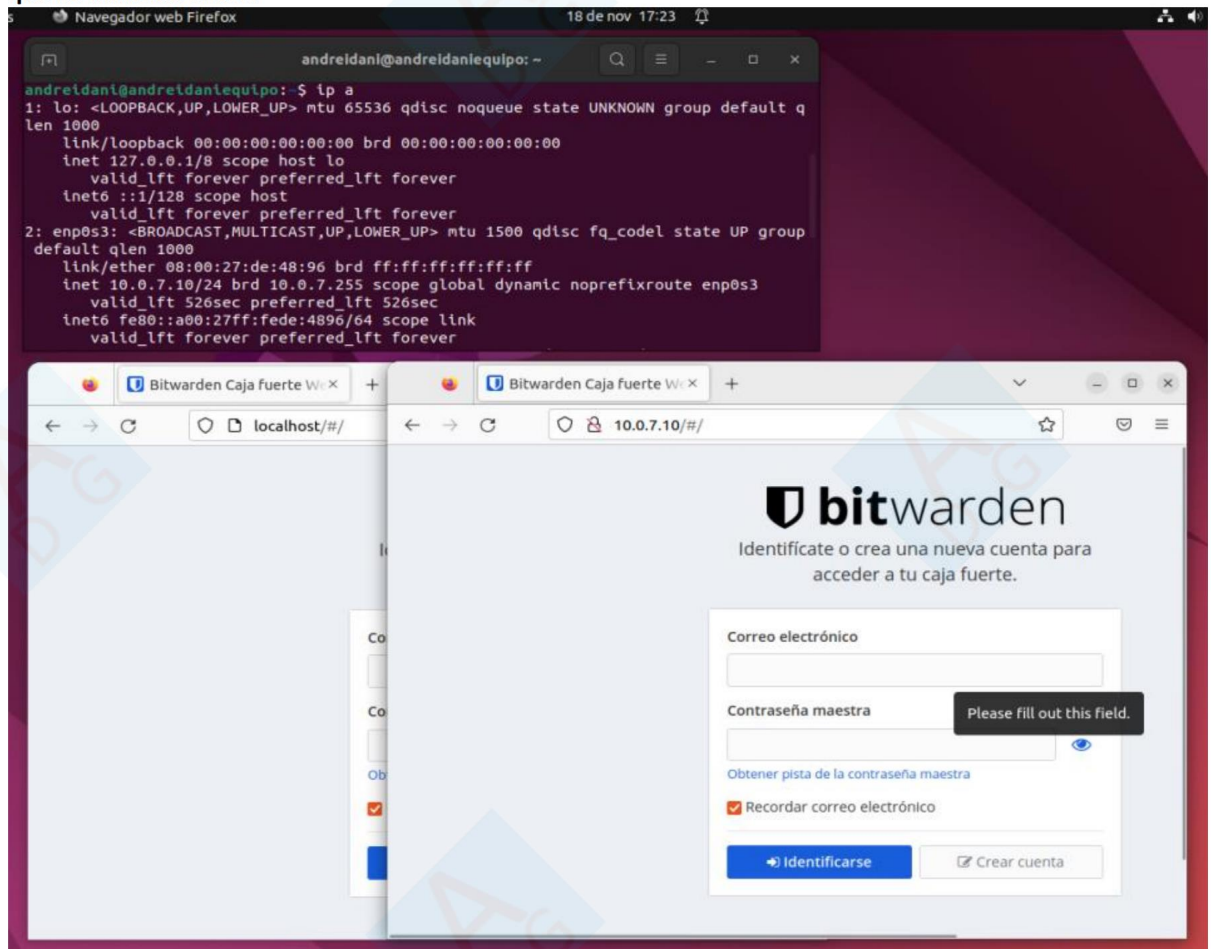 Navegador web Firefox
18 de nov 17:23
andreidani@andreidaniequipo: ~
andreidani@andreidaniequipo:~$ ip a
1: lo: <LOOPBACK,UP,LOWER_UP> mtu 65536 qdisc noqueue state UNKNOWN group default q
len 1000
link/loopback 00:00:00:00:00:00 brd 00:00:00:00:00:00
inet 127.0.0.1/8 scope host lo
valid_lft forever preferred_lft forever
inet6 ::1/128 scope host
valid_lft forever preferred_lft forever
2: enp0s3: <BROADCAST,MULTICAST,UP,LOWER_UP> mtu 1500 qdisc fq_codel state UP group
default qlen 1000
link/ether 08:00:27:de:48:96 brd ff:ff:ff:ff:ff:ff
inet 10.0.7.10/24 brd 10.0.7.255 scope global dynamic noprefixroute enp0s3
valid_lft 526sec preferred_lft 526sec
inet6 fe80::a00:27ff:fede:4896/64 scope link
valid_lft forever preferred_lft forever
Bitwarden Caja fuerte We
localhost/#/
Co
Co
Ob
Bitwarden Caja fuerte We
10.0.7.10/#/
bitwarden
Identifícate o crea una nueva cuenta para
acceder a tu caja fuerte.
Correo electrónico
Contraseña maestra
Please fill out this field.
Obtener pista de la contraseña maestra
Recordar correo electrónico
Identificarse
Crear cuenta
A
D
G